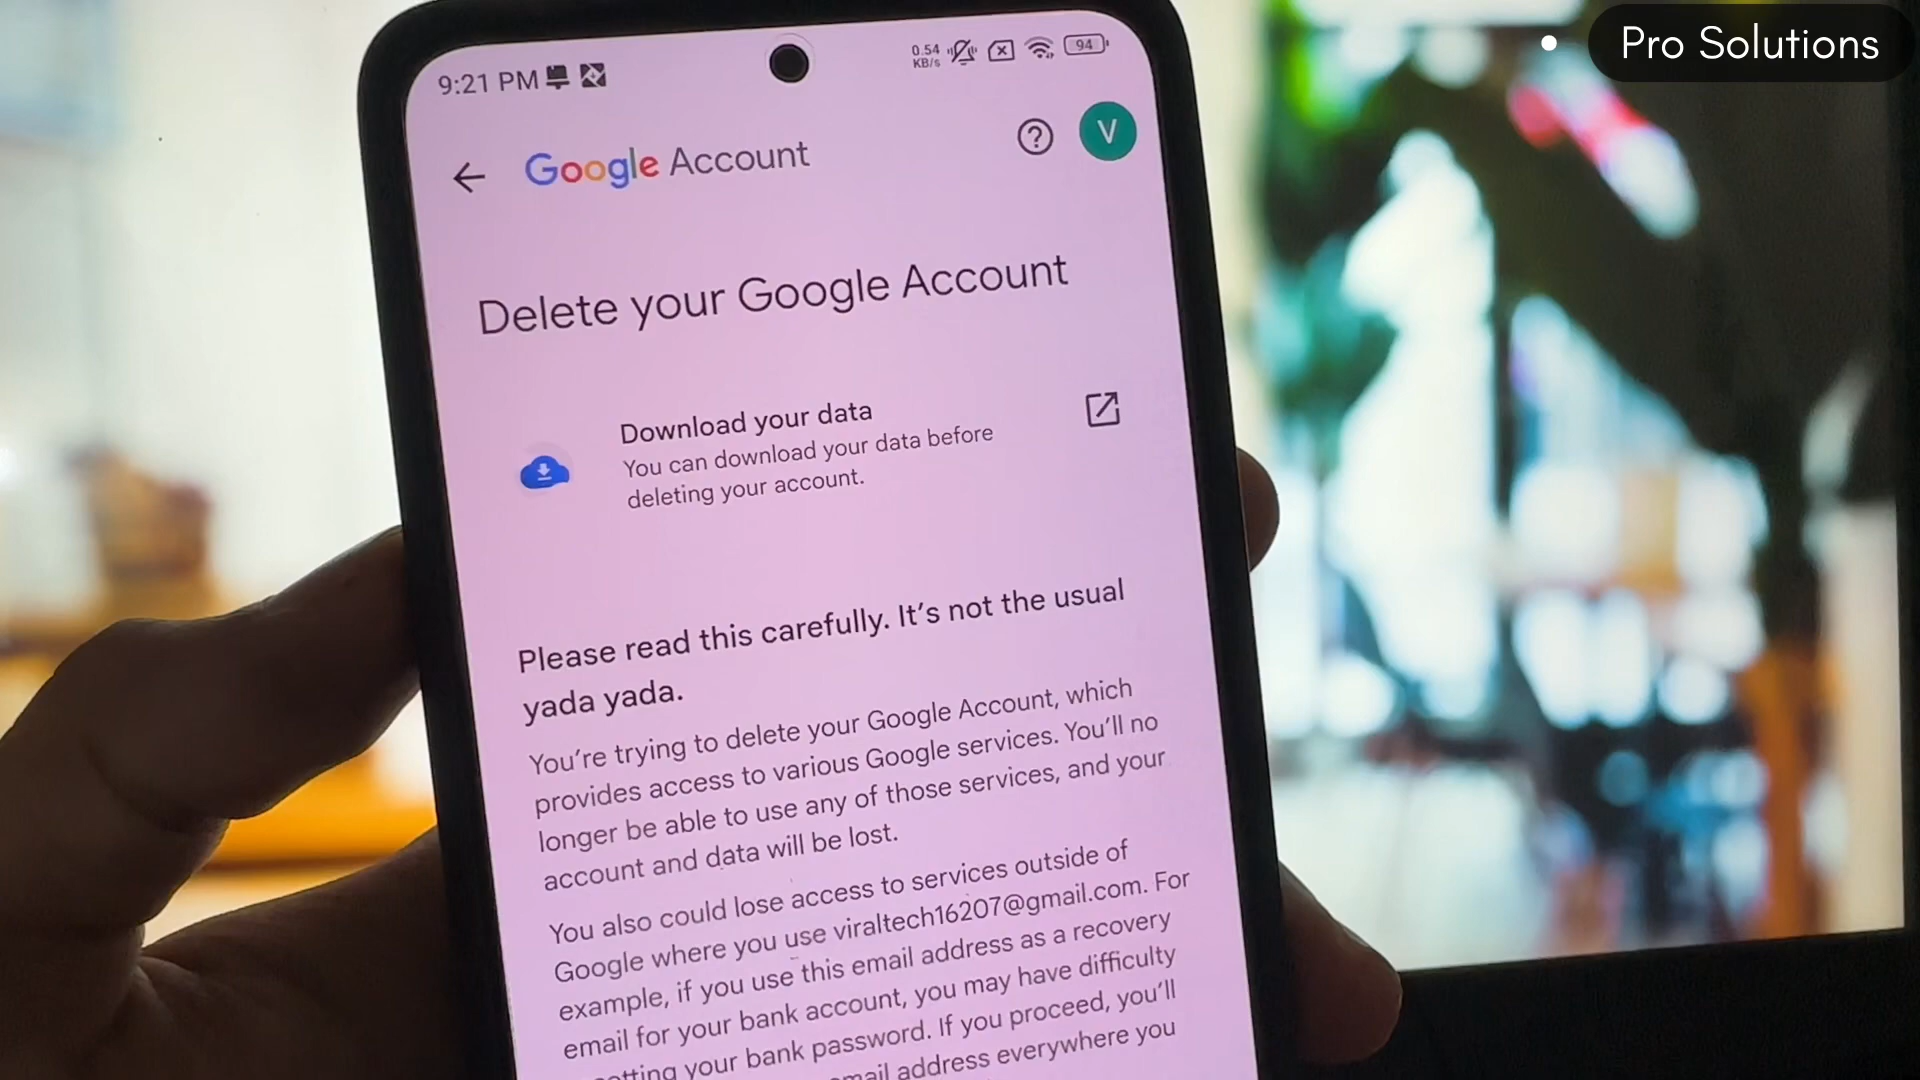 Pro Solutions
9:21 PM
0.54
KB/s
94
Google Account
V
Delete your Google Account
Download your data
You can download your data before
deleting your account.
Please read this carefully. It’s not the usual
yada yada.
You’re trying to delete your Google Account, which
provides access to various Google services. You’ll no
longer be able to use any of those services, and your
account and data will be lost.
You also could lose access to services outside of
Google where you use viraltech16207@gmail.com. For
example, if you use this email address as a recovery
email for your bank account, you may have difficulty
your bank password. If you proceed, you’ll
address everywhere you